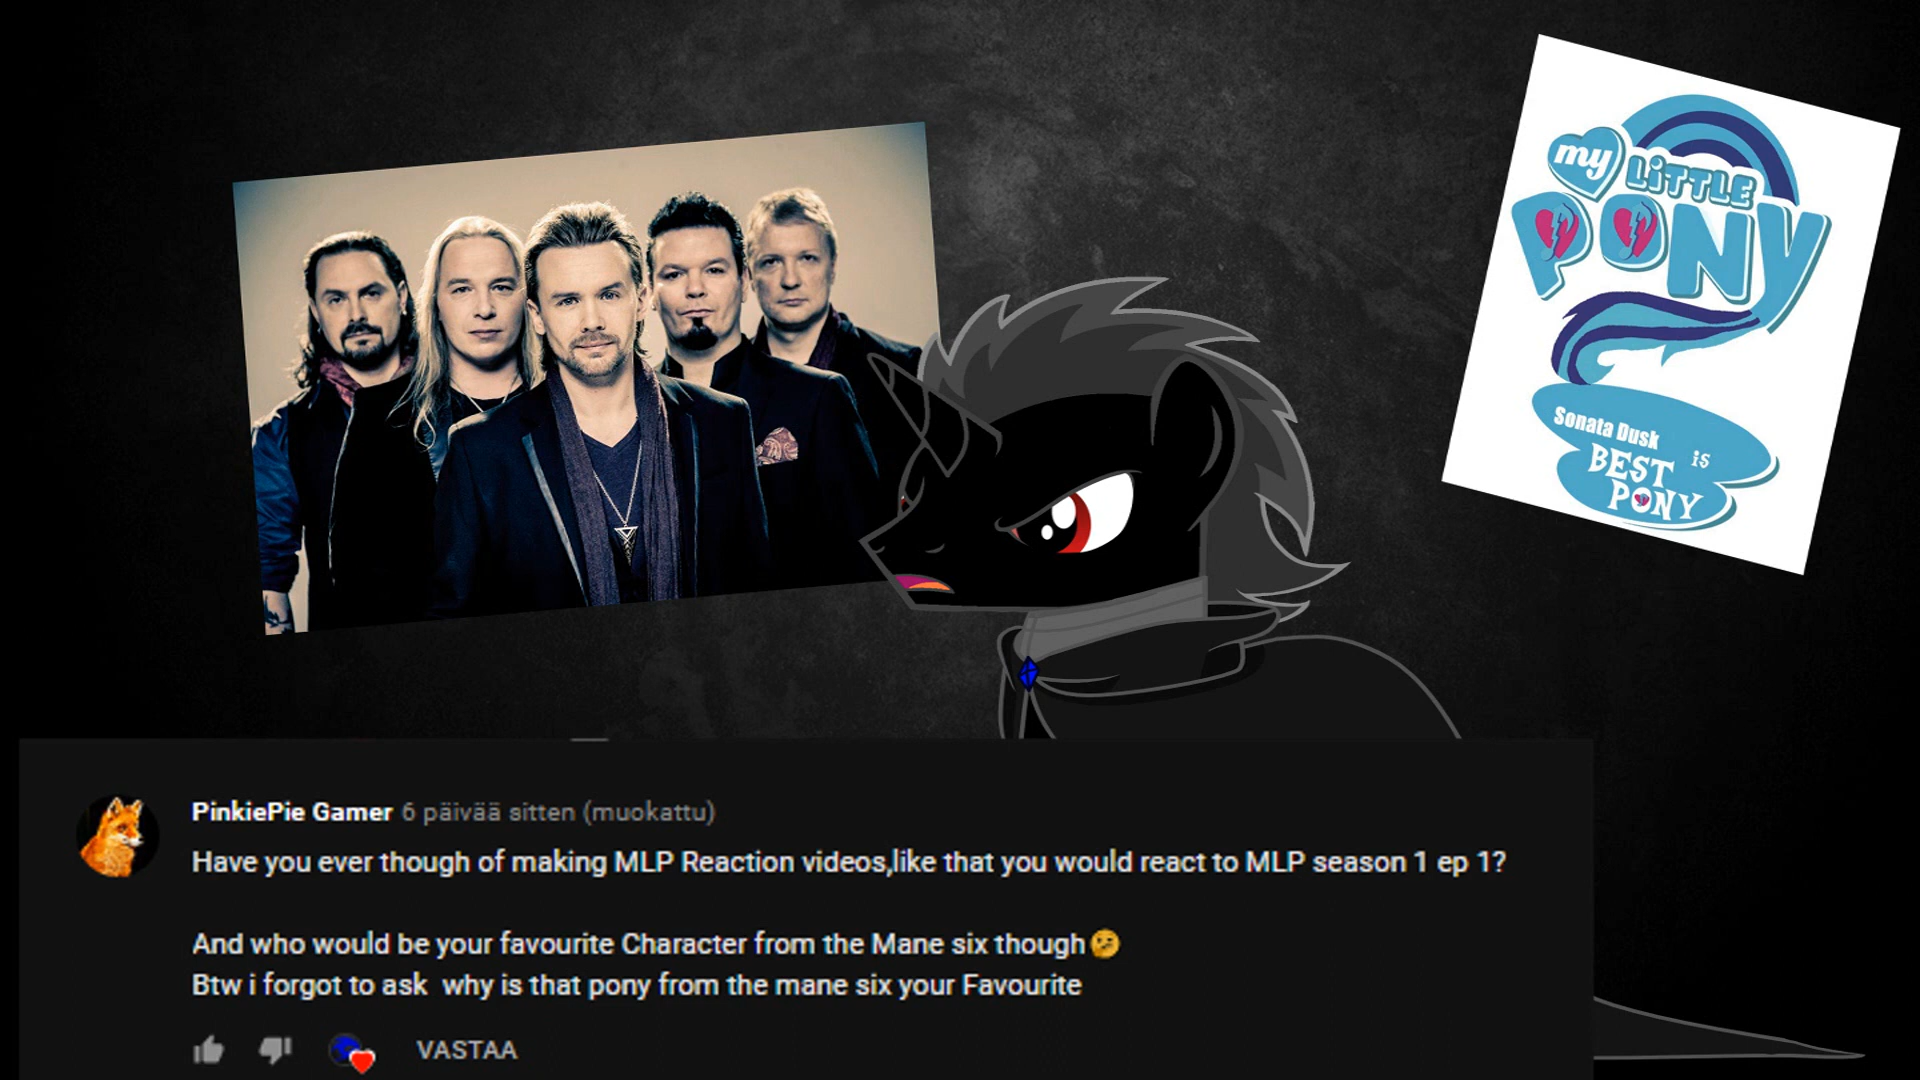 my
LITTLE
PONY
Sonata Dusk
is
BEST
PONY
PinkiePie Gamer 6 päivää sitten (muokattu)
Have you ever though of making MLP Reaction videos,like that you would react to MLP season 1 ep 1?
And who would be your favourite Character from the Mane six though🤔
Btw i forgot to ask  why is that pony from the mane six your Favourite
VASTAA